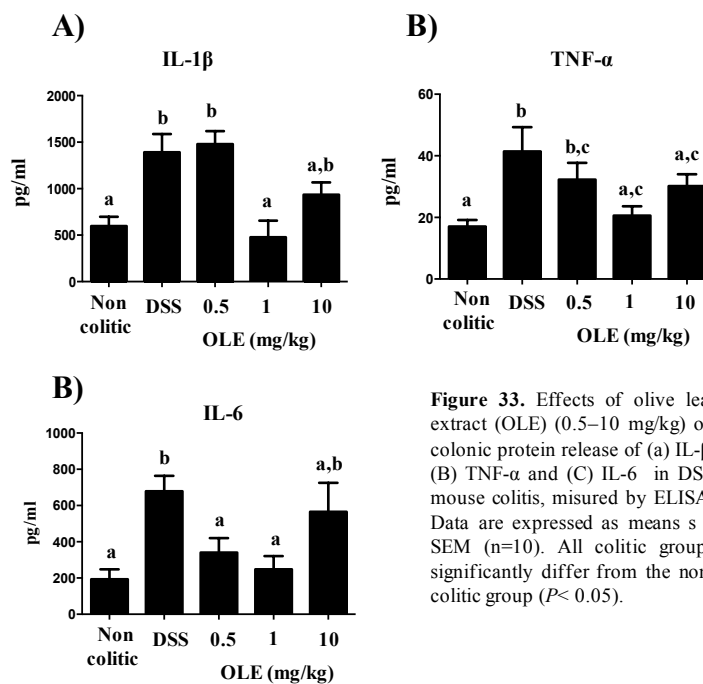 A)
IL-1β
2000
1500
1000
500
0
pg/ml
a
b
b
a
a,b
Non colitic
DSS
0.5
1
10
OLE (mg/kg)
B)
TNF-α
60
40
20
0
pg/ml
a
b
b,c
a,c
a,c
Non colitic
DSS
0.5
1
10
OLE (mg/kg)
B)
IL-6
1000
800
600
400
200
0
pg/ml
a
b
a
a
a,b
Non colitic
DSS
0.5
1
10
OLE (mg/kg)
Figure 33. Effects of olive lea
extract (OLE) (0.5–10 mg/kg) o
colonic protein release of (a) IL-β
(B) TNF-α and (C) IL-6 in DS
mouse colitis, misured by ELISA
Data are expressed as means s
SEM (n=10). All colitic group
significantly differ from the non
colitic group (P< 0.05).